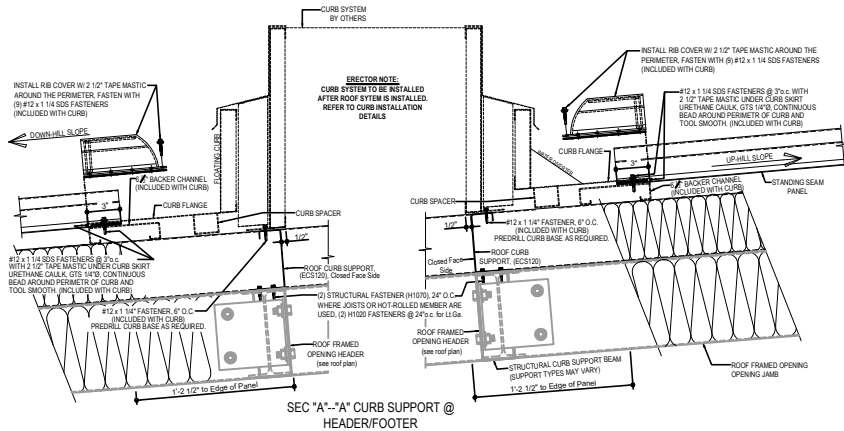 CURB SYSTEM
BY OTHERS
INSTALL RIB COVER W/ 2 1/2" TAPE MASTIC AROUND THE
PERIMETER, FASTEN WITH (9) #12 x 1 1/4 SDS FASTENERS
(INCLUDED WITH CURB)
ERECTOR NOTE:
CURB SYSTEM TO BE INSTALLED
AFTER ROOF SYTEM IS INSTALLED.
REFER TO CURB INSTALLATION
DETAILS
INSTALL RIB COVER W/ 2 1/2" TAPE MASTIC
AROUND THE PERIMETER, FASTEN WITH
(9) #12 x 1 1/4 SDS FASTENERS
(INCLUDED WITH CURB)
#12 x 1 1/4 SDS FASTENERS @ 3"o.c.
WITH 2 1/2" TAPE MASTIC UNDER CURB SKIRT
URETHANE CAULK, GTS 1/4"Ø, CONTINUOUS
BEAD AROUND PERIMETR OF CURB AND
TOOL SMOOTH. (INCLUDED WITH CURB)
DOWN-HILL SLOPE
FLOATING CURB
CURB FLANGE
3"
UP-HILL SLOPE
BACKER CHANNEL
(INCLUDED WITH CURB)
STANDING SEAM
PANEL
BACKER CHANNEL
(INCLUDED WITH CURB)
3"
CURB FLANGE
CURB SPACER
CURB SPACER
1/2"
1/2"
#12 x 1 1/4" FASTENER, 6" O.C.
(INCLUDED WITH CURB)
PREDRILL CURB BASE AS REQUIRED.
#12 x 1 1/4 SDS FASTENERS @ 3"o.c
WITH 2 1/2" TAPE MASTIC UNDER CURB SKIRT
URETHANE CAULK, GTS 1/4"Ø, CONTINUOUS
BEAD AROUND PERIMETR OF CURB AND
TOOL SMOOTH. (INCLUDED WITH CURB)
Closed Face
Side
ROOF CURB
SUPPORT, (ECS120)
ROOF CURB SUPPORT,
(ECS120), Closed Face Side
(2) STRUCTURAL FASTENER (H1070), 24" O.C.
WHERE JOISTS OR HOT-ROLLED MEMBER ARE
USED, (2) H1020 FASTENERS @ 24"o.c. for Lt.Ga.
#12 x 1 1/4" FASTENER, 6" O.C.
(INCLUDED WITH CURB)
PREDRILL CURB BASE AS REQUIRED.
ROOF FRAMED
OPENING HEADER
(see roof plan)
ROOF FRAMED
OPENING HEADER
(see roof plan)
STRUCTURAL CURB SUPPORT BEAM
(SUPPORT TYPES MAY VARY)
ROOF FRAMED OPENING
OPENING JAMB
1'-2 1/2" to Edge of Panel
1'-2 1/2" to Edge of Panel
SEC "A"--"A" CURB SUPPORT @
HEADER/FOOTER